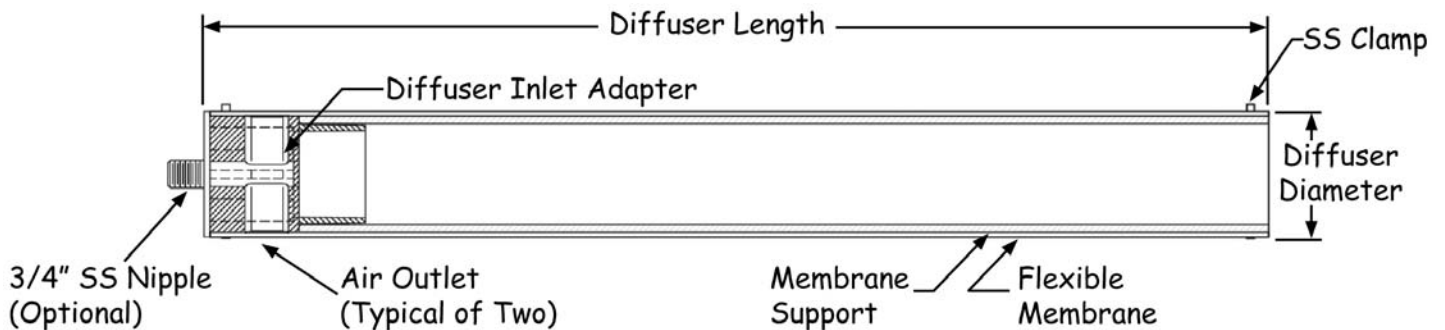 Diffuser Length
SS Clamp
Diffuser Inlet Adapter
Diffuser
Diameter
3/4" SS Nipple
(Optional)
Air Outlet
(Typical of Two)
Membrane
Support
Flexible
Membrane